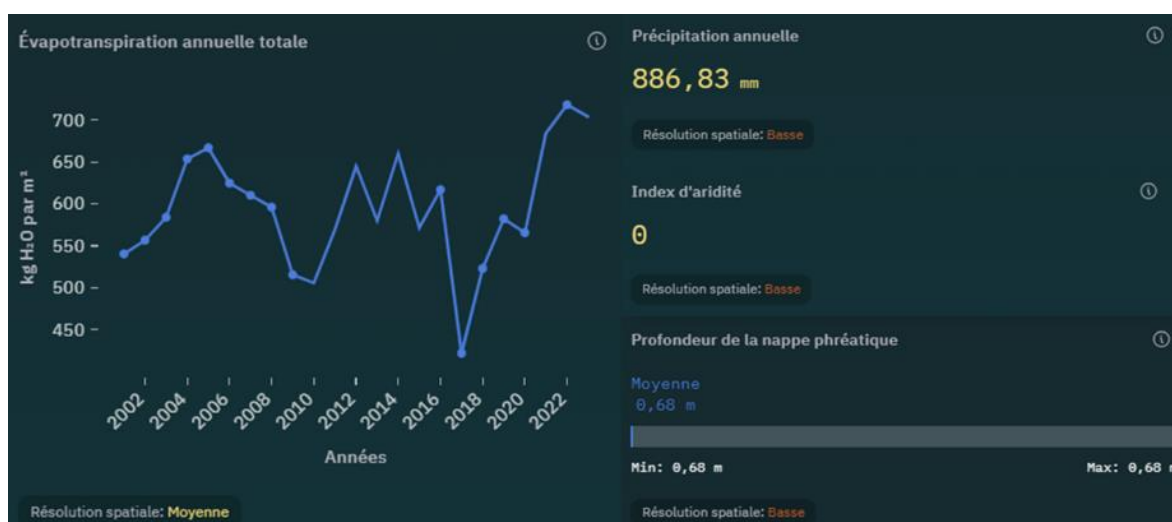 Évapotranspiration annuelle totale
700
650
600
550
500
450
kg H₂O par m²
2002
2004
2006
2008
2010
2012
2014
2016
2018
2020
2022
Années
Résolution spatiale: Moyenne
Précipitation annuelle
886,83 mm
Résolution spatiale: Basse
Index d'aridité
0
Résolution spatiale: Basse
Profondeur de la nappe phréatique
Moyenne
0,68 m
Min: 0,68 m
Max: 0,68 m
Résolution spatiale: Basse